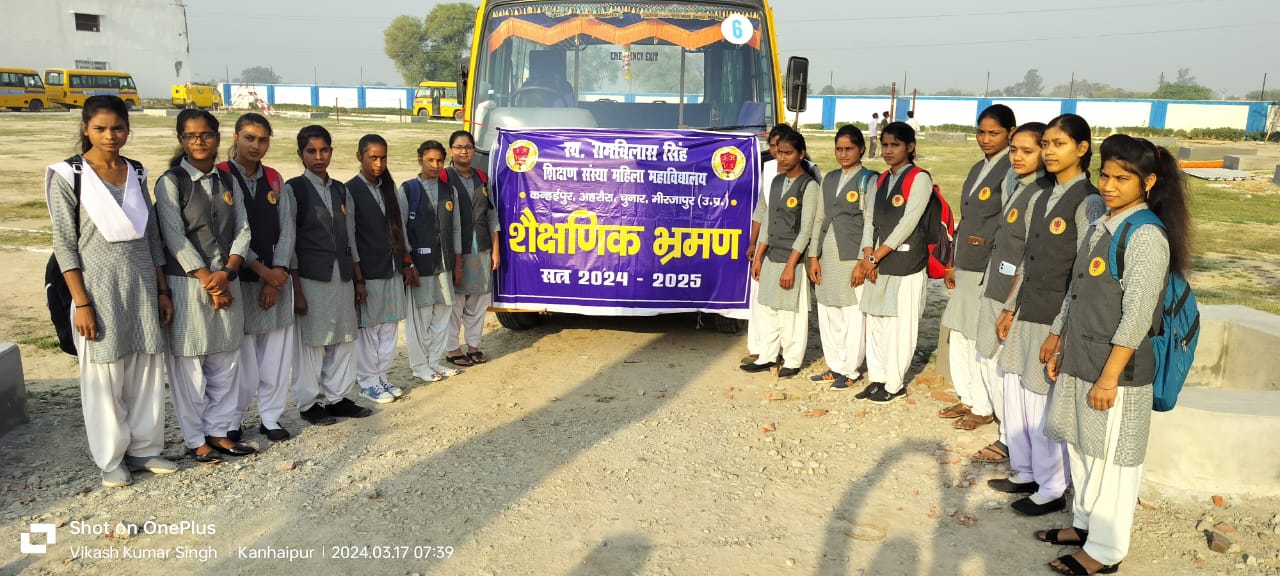 6
EMERGENCY EXIT
स्व. रामविलास सिंह
शिक्षण संस्था महिला महाविद्यालय
• कन्हईपुर, अहरौरा, चुनार, मीरजापुर (उ.प्र.) •
शैक्षणिक भ्रमण
सत्र 2024 - 2025
Shot on OnePlus
Vikash Kumar Singh | Kanhaipur | 2024.03.17 07:39